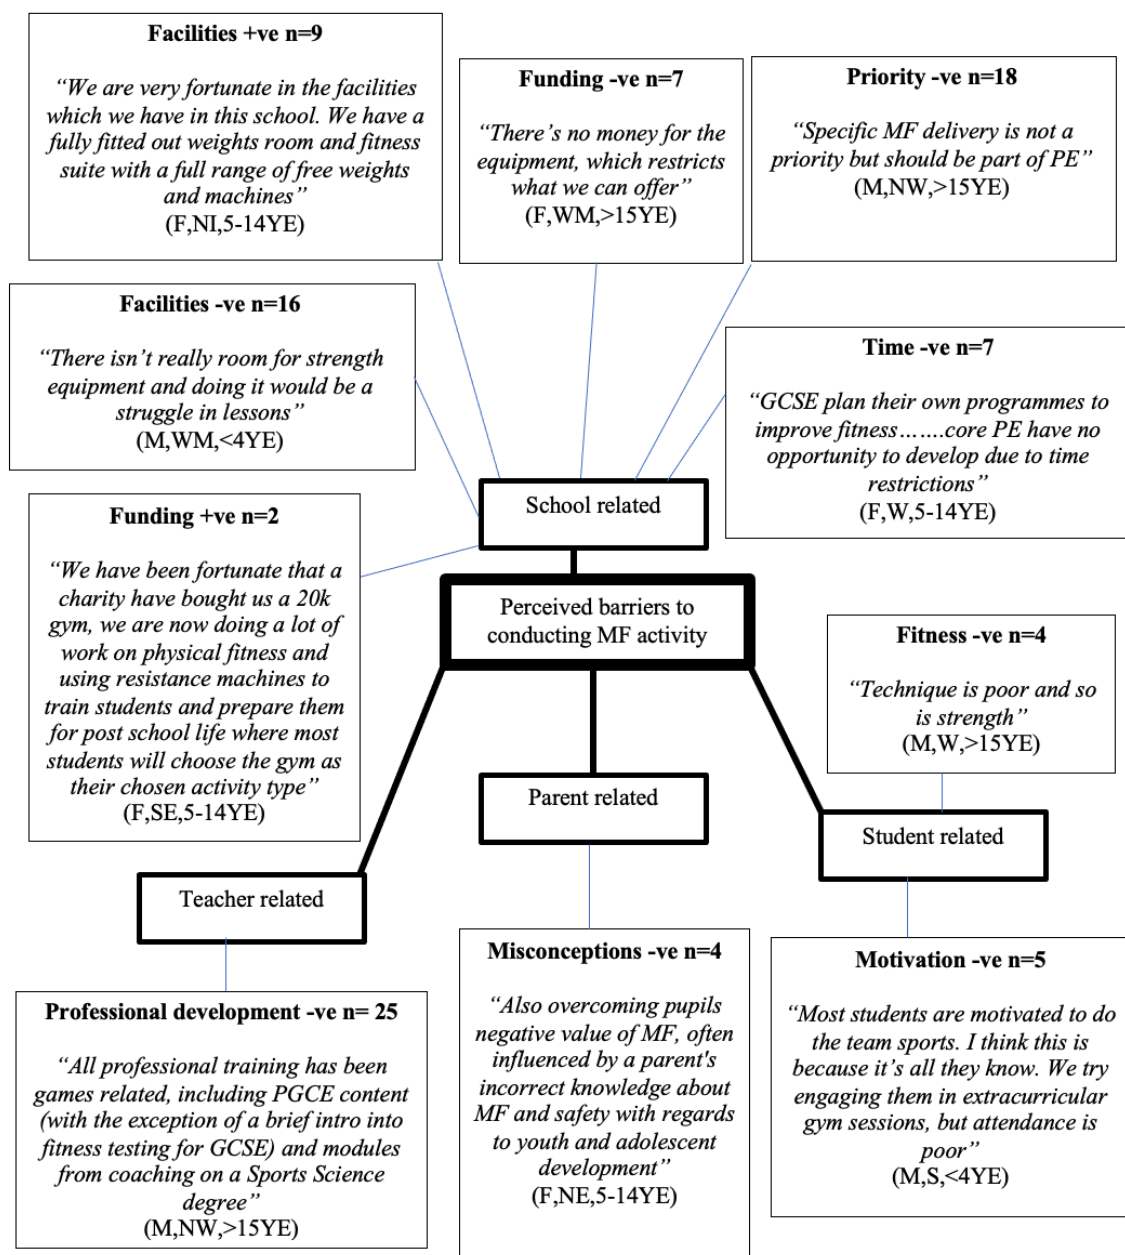 Facilities +ve n=9
“We are very fortunate in the facilities
which we have in this school. We have a
fully fitted out weights room and fitness
suite with a full range of free weights
and machines”
(F,NI,5-14YE)
Funding -ve n=7
“There’s no money for the
equipment, which restricts
what we can offer”
(F,WM,>15YE)
Priority -ve n=18
“Specific MF delivery is not a
priority but should be part of PE”
(M,NW,>15YE)
Facilities -ve n=16
“There isn’t really room for strength
equipment and doing it would be a
struggle in lessons”
(M,WM,<4YE)
Time -ve n=7
“GCSE plan their own programmes to
improve fitness…….core PE have no
opportunity to develop due to time
restrictions”
(F,W,5-14YE)
School related
Funding +ve n=2
“We have been fortunate that a
charity have bought us a 20k
gym, we are now doing a lot of
work on physical fitness and
using resistance machines to
train students and prepare them
for post school life where most
students will choose the gym as
their chosen activity type”
(F,SE,5-14YE)
Perceived barriers to
conducting MF activity
Fitness -ve n=4
“Technique is poor and so
is strength”
(M,W,>15YE)
Parent related
Student related
Teacher related
Professional development -ve n= 25
“All professional training has been
games related, including PGCE content
(with the exception of a brief intro into
fitness testing for GCSE) and modules
from coaching on a Sports Science
degree”
(M,NW,>15YE)
Misconceptions -ve n=4
“Also overcoming pupils
negative value of MF, often
influenced by a parent's
incorrect knowledge about
MF and safety with regards
to youth and adolescent
development”
(F,NE,5-14YE)
Motivation -ve n=5
“Most students are motivated to do
the team sports. I think this is
because it’s all they know. We try
engaging them in extracurricular
gym sessions, but attendance is
poor”
(M,S,<4YE)